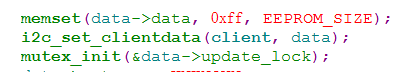 memset(data->data, 0xff, EEPROM_SIZE);
i2c_set_clientdata(client, data);
mutex_init(&data->update_lock);